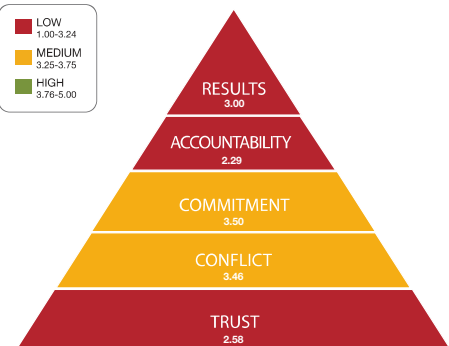 LOW
1.00-3.24
MEDIUM
3.25-3.75
HIGH
3.76-5.00
RESULTS
3.00
ACCOUNTABILITY
2.29
COMMITMENT
3.50
CONFLICT
3.46
TRUST
2.58